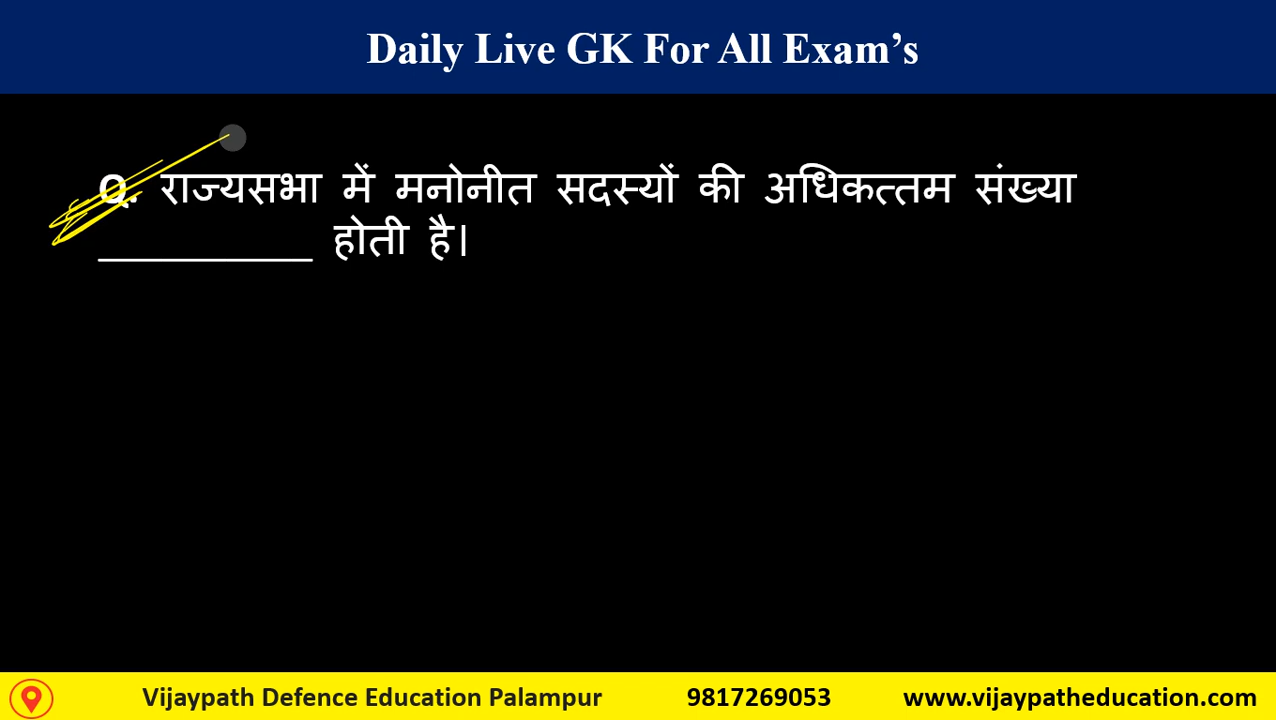 Daily Live GK For All Exam’s
Q. राज्यसभा में मनोनीत सदस्यों की अधिकत्तम संख्या
__________ होती है।
Vijaypath Defence Education Palampur 9817269053 www.vijaypatheducation.com